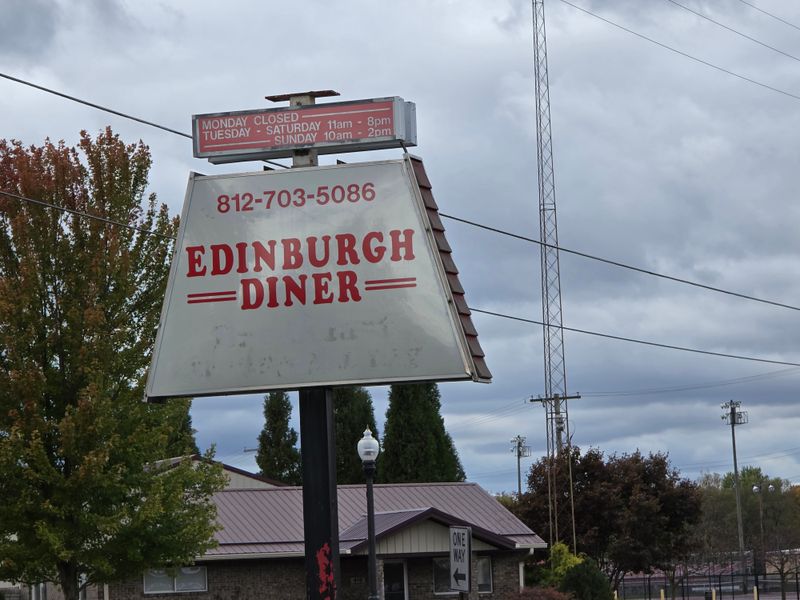 MONDAY CLOSED
TUESDAY - SATURDAY 11am - 8pm
SUNDAY 10am - 2pm
812-703-5086
EDINBURGH
DINER
ONE
WAY